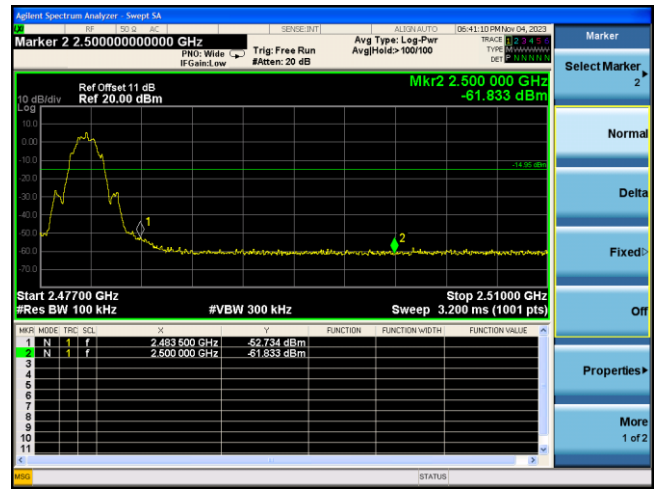 Agilent Spectrum Analyzer - Swept SA
RF 50 Ω AC SENSE:INT ALIGN AUTO 06:41:10 PM Nov 04, 2023
Marker 2 2.500000000000 GHz
PNO: Wide
IFGain:Low
Trig: Free Run
#Atten: 20 dB
Avg Type: Log-Pwr
Avg|Hold:>100/100
TRACE 1 2 3 4 5 6
TYPE M
DET P N N N N N
Mkr2 2.500 000 GHz
-61.833 dBm
Ref Offset 11 dB
10 dB/div Ref 20.00 dBm
Log
10.0
0.00
-10.0
-14.95 dBm
-20.0
-30.0
-40.0
1
-50.0
2
-60.0
-70.0
Start 2.47700 GHz Stop 2.51000 GHz
#Res BW 100 kHz #VBW 300 kHz Sweep 3.200 ms (1001 pts)
MKR MODE TRC SCL X Y FUNCTION FUNCTION WIDTH FUNCTION VALUE
1 N 1 f 2.483 500 GHz -52.734 dBm
2 N 1 f 2.500 000 GHz -61.833 dBm
3
4
5
6
7
8
9
10
11
MSG STATUS
Marker
Select Marker
2
Normal
Delta
Fixed
Off
Properties
More
1 of 2